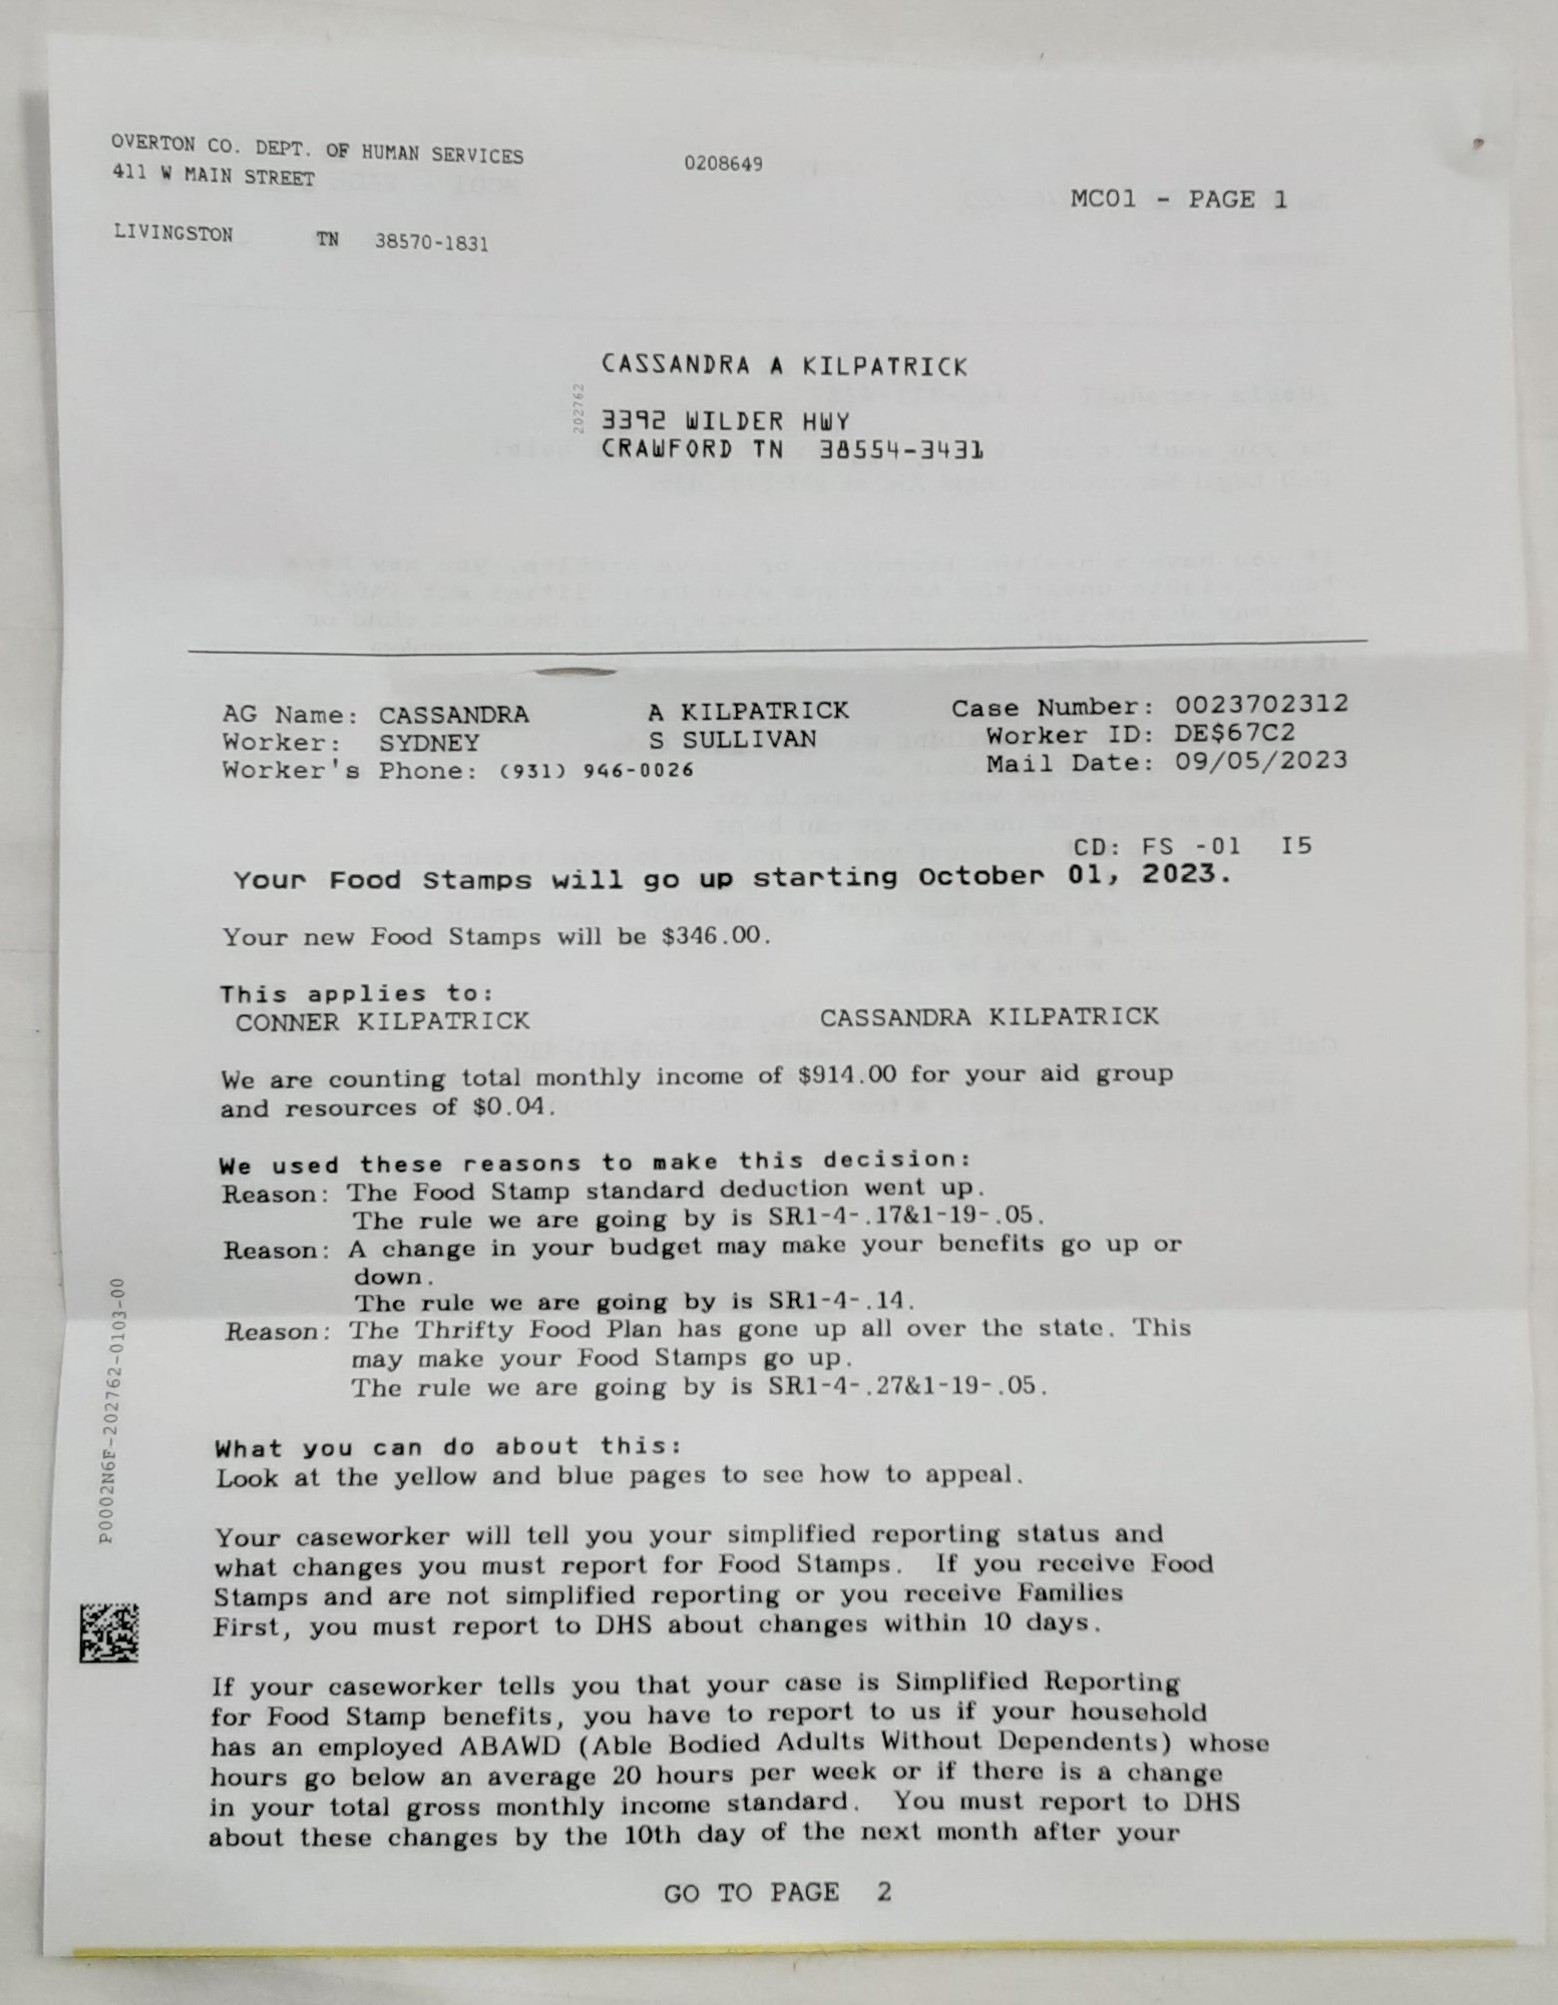 OVERTON CO. DEPT. OF HUMAN SERVICES
411 W MAIN STREET
LIVINGSTON TN 38570-1831
0208649
MC01 - PAGE 1
CASSANDRA A KILPATRICK
202762
3392 WILDER HWY
CRAWFORD TN 38554-3431
AG Name: CASSANDRA A KILPATRICK Case Number: 0023702312
Worker: SYDNEY S SULLIVAN Worker ID: DE$67C2
Worker's Phone: (931) 946-0026 Mail Date: 09/05/2023
CD: FS -01 I5
Your Food Stamps will go up starting October 01, 2023.
Your new Food Stamps will be $346.00.
This applies to:
CONNER KILPATRICK CASSANDRA KILPATRICK
We are counting total monthly income of $914.00 for your aid group
and resources of $0.04.
We used these reasons to make this decision:
Reason: The Food Stamp standard deduction went up.
The rule we are going by is SR1-4-.17&1-19-.05.
Reason: A change in your budget may make your benefits go up or
down.
The rule we are going by is SR1-4-.14.
Reason: The Thrifty Food Plan has gone up all over the state. This
may make your Food Stamps go up.
The rule we are going by is SR1-4-.27&1-19-.05.
What you can do about this:
Look at the yellow and blue pages to see how to appeal.
Your caseworker will tell you your simplified reporting status and
what changes you must report for Food Stamps. If you receive Food
Stamps and are not simplified reporting or you receive Families
First, you must report to DHS about changes within 10 days.
If your caseworker tells you that your case is Simplified Reporting
for Food Stamp benefits, you have to report to us if your household
has an employed ABAWD (Able Bodied Adults Without Dependents) whose
hours go below an average 20 hours per week or if there is a change
in your total gross monthly income standard. You must report to DHS
about these changes by the 10th day of the next month after your
GO TO PAGE 2
P0002N6F-202762-0103-00